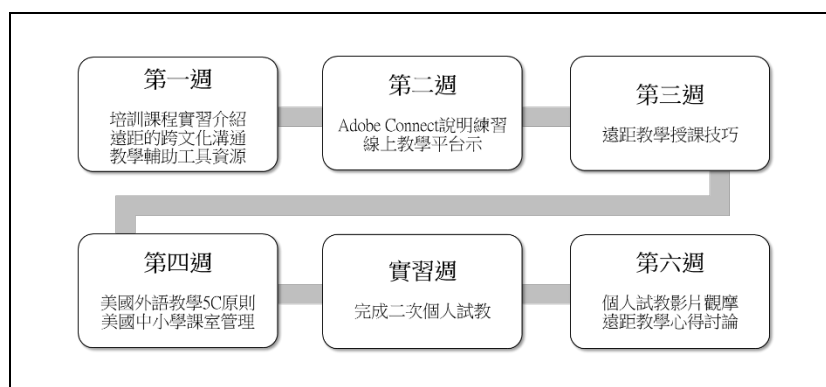 第一週
培訓課程實習介紹
遠距的跨文化溝通
教學輔助工具資源
第二週
Adobe Connect說明練習
線上教學平台示
第三週
遠距教學授課技巧
第四週
美國外語教學5C原則
美國中小學課室管理
實習週
完成二次個人試教
第六週
個人試教影片觀摩
遠距教學心得討論